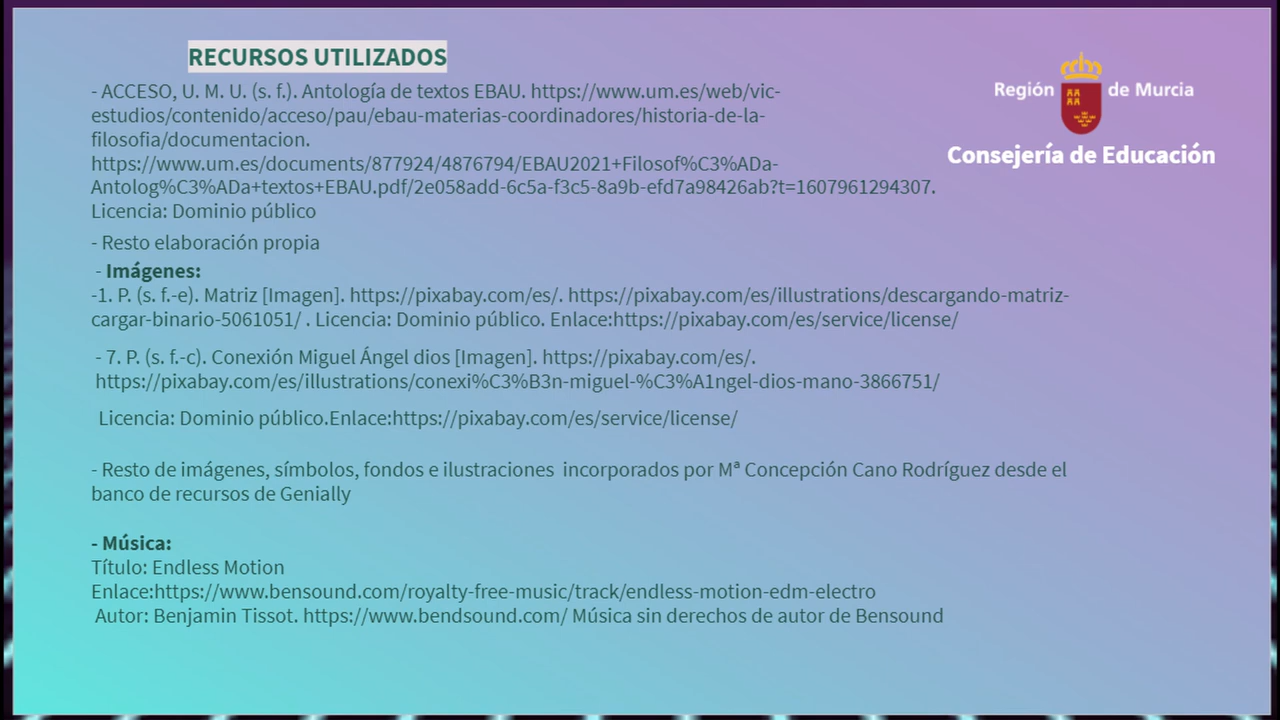 RECURSOS UTILIZADOS
- ACCESO, U. M. U. (s. f.). Antología de textos EBAU. https://www.um.es/web/vic-
estudios/contenido/acceso/pau/ebau-materias-coordinadores/historia-de-la-
filosofia/documentacion.
https://www.um.es/documents/877924/4876794/EBAU2021+Filosof%C3%ADa-
Antolog%C3%ADa+textos+EBAU.pdf/2e058add-6c5a-f3c5-8a9b-efd7a98426ab?t=1607961294307.
Licencia: Dominio público
Región de Murcia
Consejería de Educación
- Resto elaboración propia
- Imágenes:
-1. P. (s. f.-e). Matriz [Imagen]. https://pixabay.com/es/. https://pixabay.com/es/illustrations/descargando-matriz-
cargar-binario-5061051/ . Licencia: Dominio público. Enlace:https://pixabay.com/es/service/license/
- 7. P. (s. f.-c). Conexión Miguel Ángel dios [Imagen]. https://pixabay.com/es/.
https://pixabay.com/es/illustrations/conexi%C3%B3n-miguel-%C3%A1ngel-dios-mano-3866751/
Licencia: Dominio público.Enlace:https://pixabay.com/es/service/license/
- Resto de imágenes, símbolos, fondos e ilustraciones  incorporados por Mª Concepción Cano Rodríguez desde el
banco de recursos de Genially
- Música:
Título: Endless Motion
Enlace:https://www.bensound.com/royalty-free-music/track/endless-motion-edm-electro
Autor: Benjamin Tissot. https://www.bendsound.com/ Música sin derechos de autor de Bensound